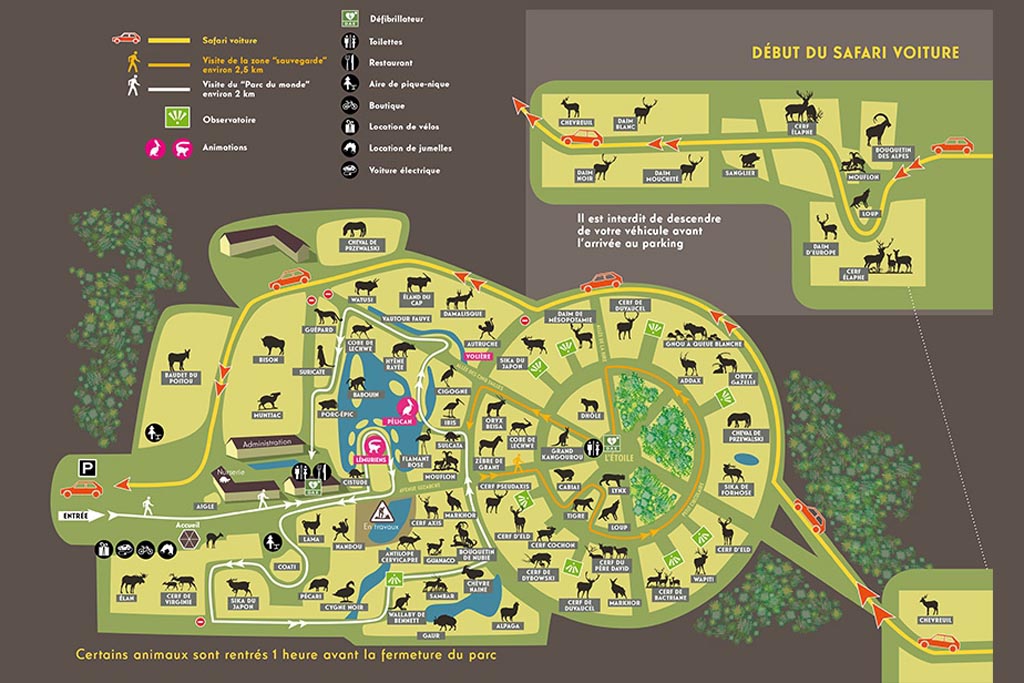 Safari voiture
Visite de la zone "sauvegarde"
environ 2,5 km
Visite du "Parc du monde"
environ 2 km
Observatoire
Animations
Défibrillateur
Toilettes
Restaurant
Aire de pique-nique
Boutique
Location de vélos
Location de jumelles
Voiture électrique
DÉBUT DU SAFARI VOITURE
CHEVREUIL
DAIM
BLANC
CERF
ÉLAPHE
BOUQUETIN
DES ALPES
DAIM
NOIR
DAIM
MOUCHETÉ
SANGLIER
MOUFLON
LOUP
DAIM
D'EUROPE
CERF
ÉLAPHE
Il est interdit de descendre
de votre véhicule avant
l'arrivée au parking
CHEVAL DE
PRZEWALSKI
WATUSI
ÉLAND DU
CAP
DAMALISQUE
VAUTOUR FAUVE
GUÉPARD
COBE DE
LECHWE
HYÈNE
RAYÉE
AUTRUCHE
VOLIÈRE
DAIM DE
MÉSOPOTAMIE
CERF DE
DUVAUCEL
GNOU À QUEUE BLANCHE
SIKA DU
JAPON
ADDAX
ORYX
GAZELLE
BAUDET DU
POITOU
BISON
SURICATE
BABOUIN
CIGOGNE
MUNTJAC
PORC-ÉPIC
PÉLICAN
IBIS
ORYX
BEISA
COBE DE
LECHWE
DHÔLE
GRAND
KANGOUROU
L'ÉTOILE
CHEVAL DE
PRZEWALSKI
Administration
LÉMURIENS
SULCATA
ZÈBRE DE
GRANT
FLAMANT
ROSE
MOUFLON
Nurserie
CISTUDE
CERF PSEUDAXIS
CABIAI
LYNX
SIKA DE
FORMOSE
P
DAE
ENTRÉE
AIGLE
Accueil
En travaux
LAMA
NANDOU
CERF AXIS
MARKHOR
TIGRE
LOUP
CERF D'ELD
CERF D'ELD
ANTILOPE
CERVICAPRE
GUANACO
BOUQUETIN
DE NUBIE
CERF COCHON
CERF DU
PÈRE DAVID
CERF DE
DYBOWSKI
WAPITI
COATI
ÉLAN
CERF DE
VIRGINIE
SIKA DU
JAPON
PÉCARI
CYGNE NOIR
SAMBAR
CHÈVRE
NAINE
CERF DE
DUVAUCEL
MARKHOR
CERF DE
BACTRIANE
WALLABY DE
BENNETT
GAUR
ALPAGA
CHEVREUIL
Certains animaux sont rentrés 1 heure avant la fermeture du parc